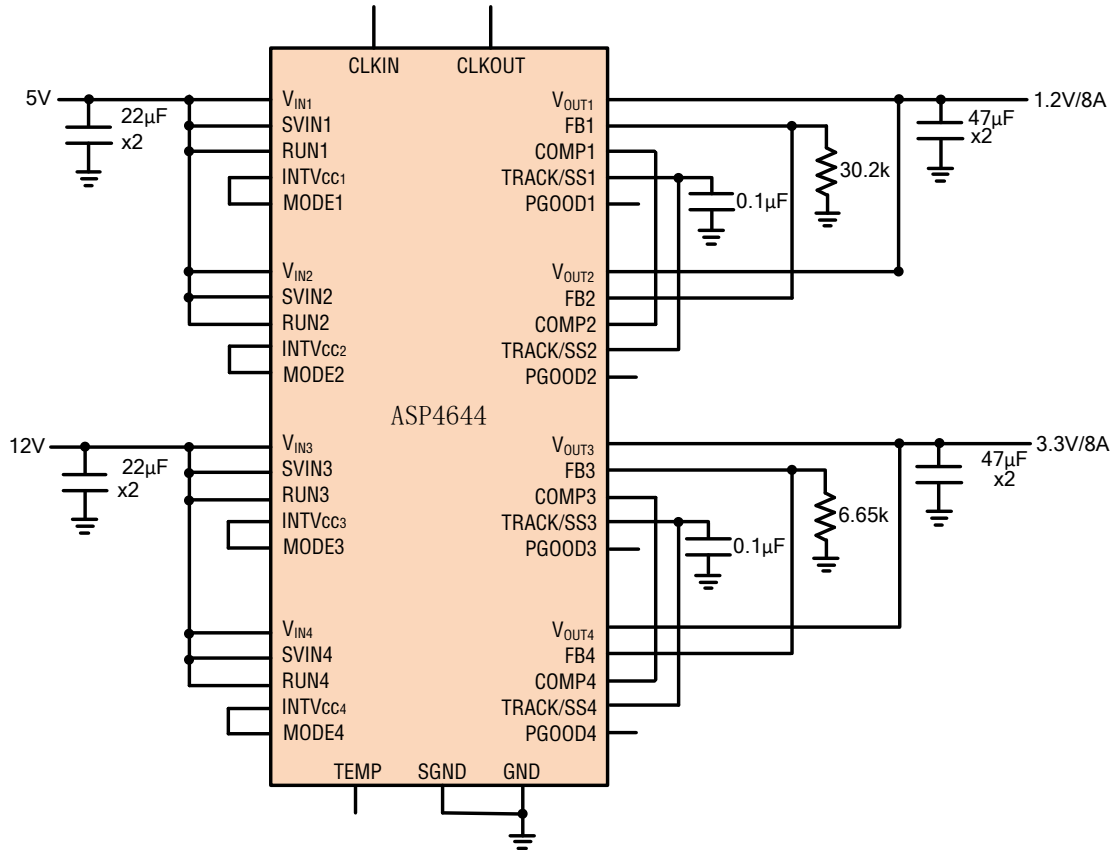 CLKIN CLKOUT
5V
22µF
x2
VIN1
SVIN1
RUN1
INTVCC1
MODE1
VIN2
SVIN2
RUN2
INTVCC2
MODE2
ASP4644
12V
22µF
x2
VIN3
SVIN3
RUN3
INTVCC3
MODE3
VIN4
SVIN4
RUN4
INTVCC4
MODE4
VOUT1
FB1
COMP1
TRACK/SS1
PGOOD1
VOUT2
FB2
COMP2
TRACK/SS2
PGOOD2
1.2V/8A
47µF
x2
30.2k
0.1µF
VOUT3
FB3
COMP3
TRACK/SS3
PGOOD3
VOUT4
FB4
COMP4
TRACK/SS4
PGOOD4
3.3V/8A
47µF
x2
6.65k
0.1µF
TEMP SGND GND